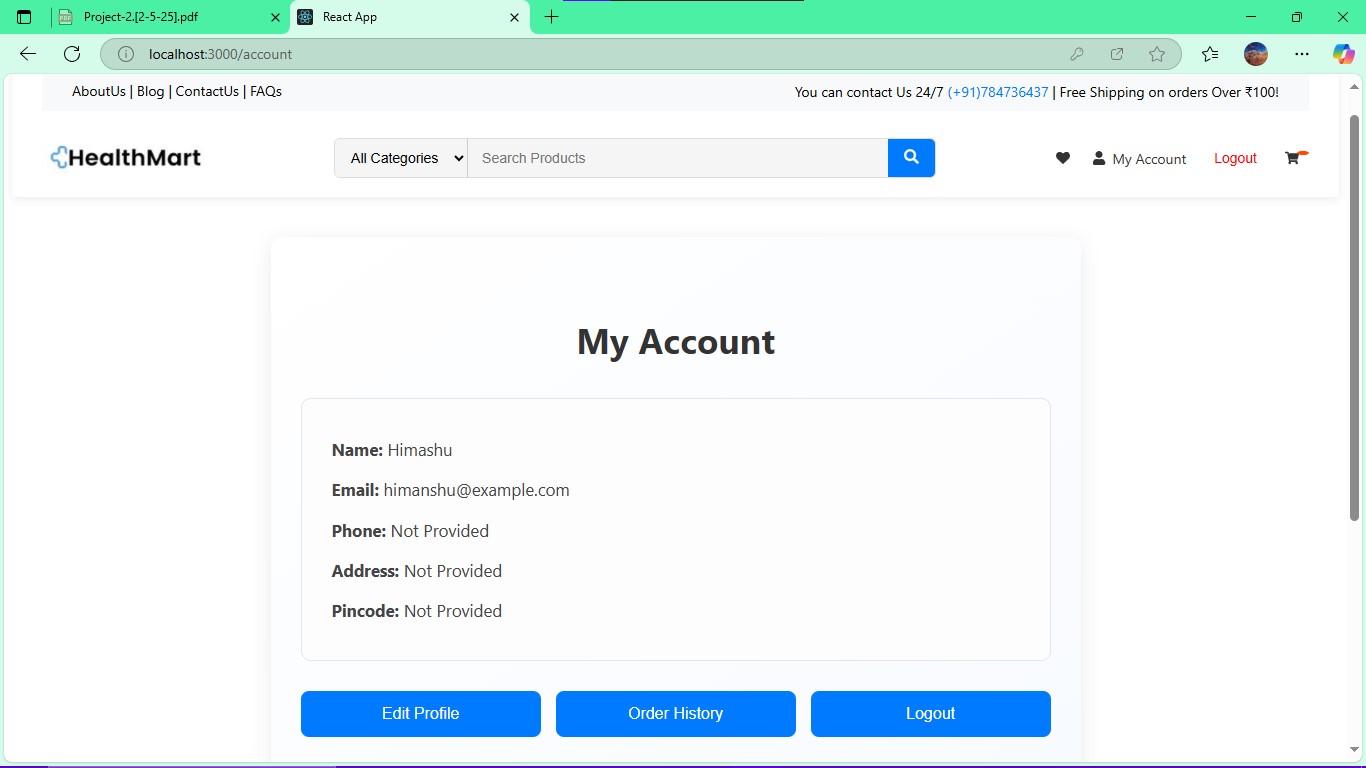 Project-2.[2-5-25].pdf
React App
localhost:3000/account
AboutUs | Blog | ContactUs | FAQs
You can contact Us 24/7 (+91)784736437 | Free Shipping on orders Over ₹100!
HealthMart
All Categories
Search Products
My Account
Logout
My Account
Name: Himashu
Email: himanshu@example.com
Phone: Not Provided
Address: Not Provided
Pincode: Not Provided
Edit Profile
Order History
Logout